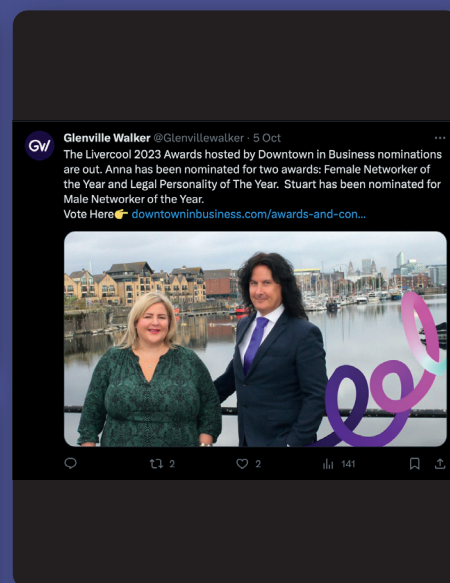 GW
Glenville Walker @Glenvillewalker · 5 Oct
The Livercool 2023 Awards hosted by Downtown in Business nominations
are out. Anna has been nominated for two awards: Female Networker of
the Year and Legal Personality of The Year. Stuart has been nominated for
Male Networker of the Year.
Vote Here👉 downtowninbusiness.com/awards-and-con...
2 2 141